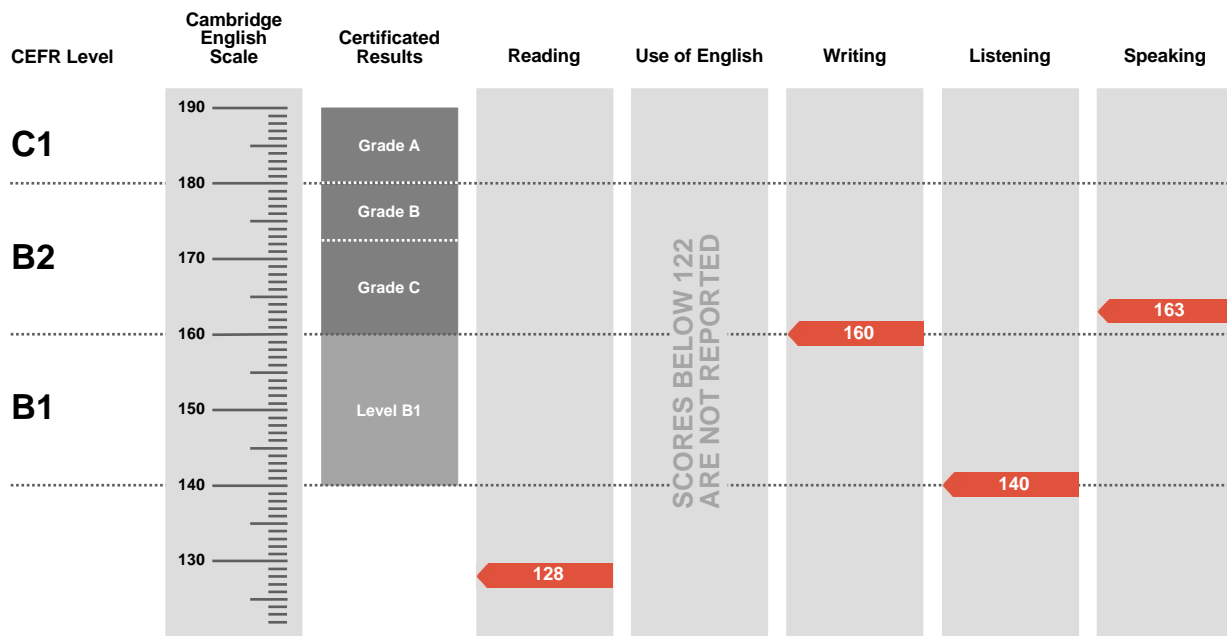 CEFR Level
Cambridge
English
Scale
Certificated
Results
Reading
Use of English
Writing
Listening
Speaking
C1
B2
B1
190
180
170
160
150
140
130
Grade A
Grade B
Grade C
Level B1
128
SCORES BELOW 122
ARE NOT REPORTED
160
140
163